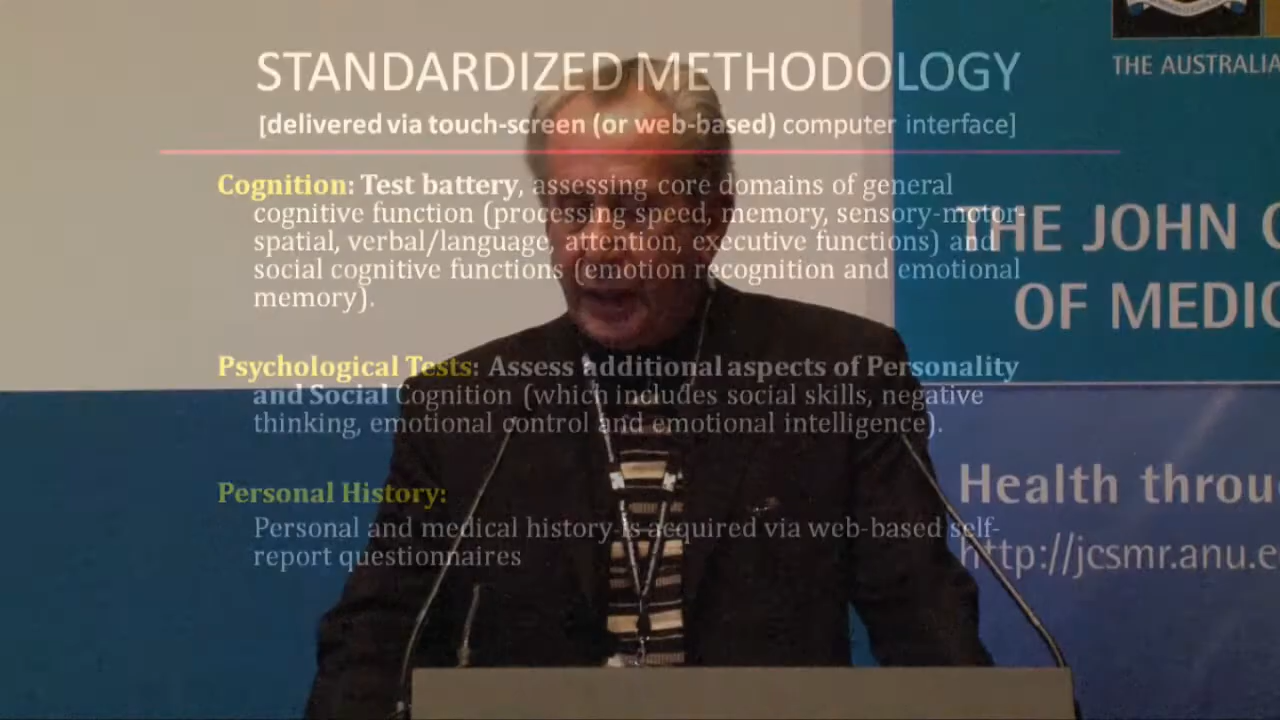 STANDARDIZED METHODOLOGY
[delivered via touch-screen (or web-based) computer interface]
Cognition: Test battery, assessing core domains of general
cognitive function (processing speed, memory, sensory-motor-
spatial, verbal/language, attention, executive functions) and
social cognitive functions (emotion recognition and emotional
memory).
Psychological Tests: Assess additional aspects of Personality
and Social Cognition (which includes social skills, negative
thinking, emotional control and emotional intelligence).
Personal History:
Personal and medical history is acquired via web-based self-
report questionnaires
THE AUSTRALIA
THE JOHN
OF MEDIC
Health throu
http://jcsmr.anu.e